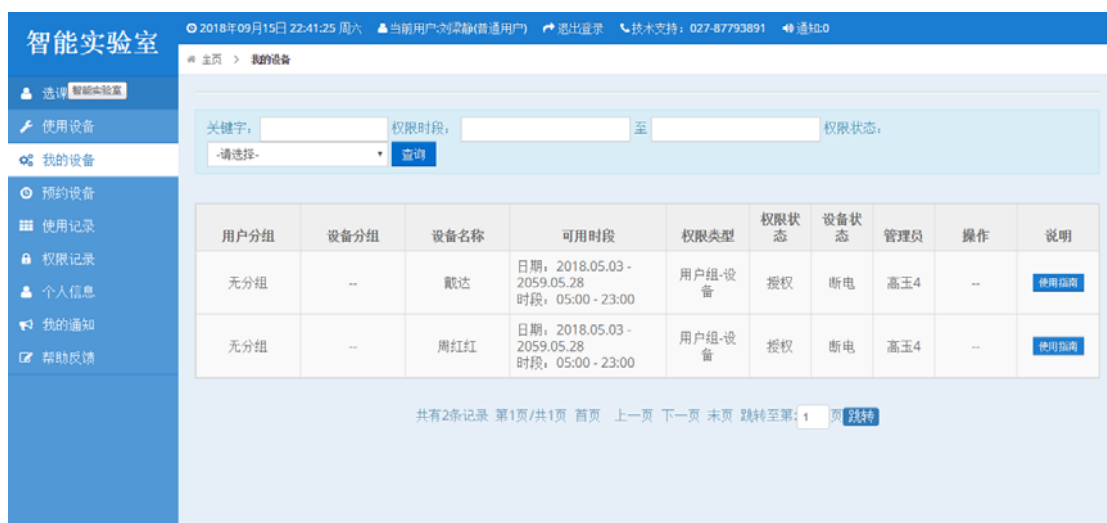 智能实验室
2018年09月15日 22:41:25 周六 当前用户:刘梁静(普通用户) 退出登录 技术支持：027-87793891 通知:0
主页 > 我的设备
选课 智能实验室
使用设备
我的设备
预约设备
使用记录
权限记录
个人信息
我的通知
帮助反馈
关键字： 权限时段： 至 权限状态：
-请选择- 查询
用户分组 设备分组 设备名称 可用时段 权限类型 权限状态 设备状态 管理员 操作 说明
无分组 -- 戴达 日期：2018.05.03 - 2059.05.28 时段：05:00 - 23:00 用户组-设备 授权 断电 高玉4 -- 使用指南
无分组 -- 周红红 日期：2018.05.03 - 2059.05.28 时段：05:00 - 23:00 用户组-设备 授权 断电 高玉4 -- 使用指南
共有2条记录 第1页/共1页 首页 上一页 下一页 末页 跳转至第: 1 页 跳转